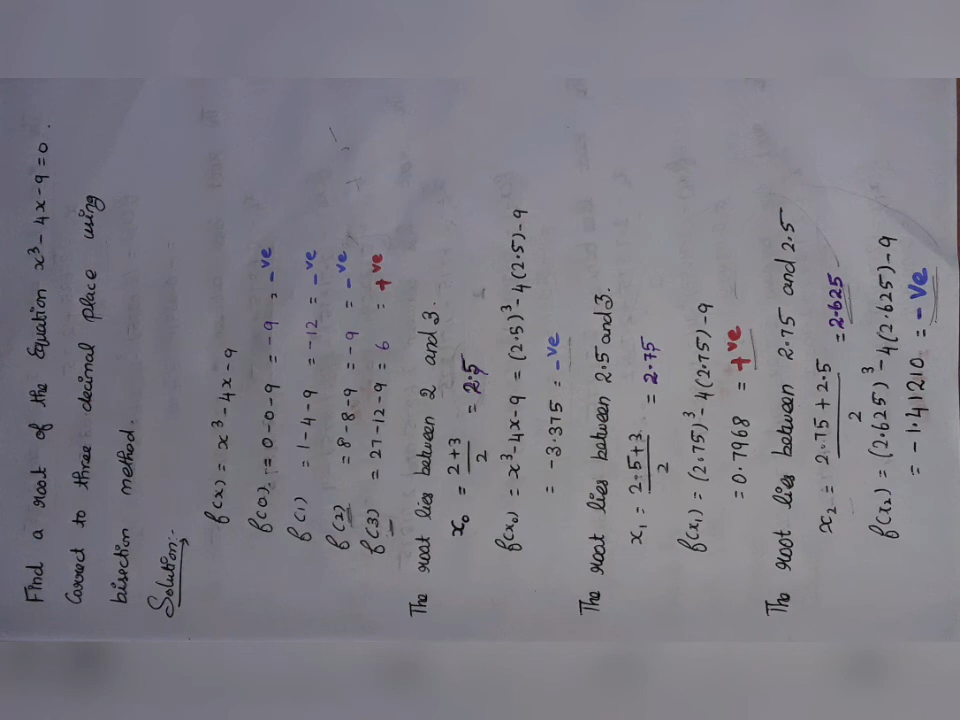 Find a root of the Equation x³ - 4x - 9 = 0.
Correct to three decimal place using
bisection method.
Solution:-
f(x) = x³ - 4x - 9
f(0) = 0 - 0 - 9 = -9 = -ve
f(1) = 1 - 4 - 9 = -12 = -ve
f(2) = 8 - 8 - 9 = -9 = -ve
f(3) = 27 - 12 - 9 = 6 = +ve
The root lies between 2 and 3.
x₀ = 2+3/2 = 2.5
f(x₀) = x³ - 4x - 9 = (2.5)³ - 4(2.5) - 9
= -3.375 = -ve
The root lies between 2.5 and 3.
x₁ = 2.5+3/2 = 2.75
f(x₁) = (2.75)³ - 4(2.75) - 9
= 0.7968 = +ve
The root lies between 2.75 and 2.5
x₂ = 2.75+2.5/2 = 2.625
f(x₂) = (2.625)³ - 4(2.625) - 9
= -1.41210 = -ve